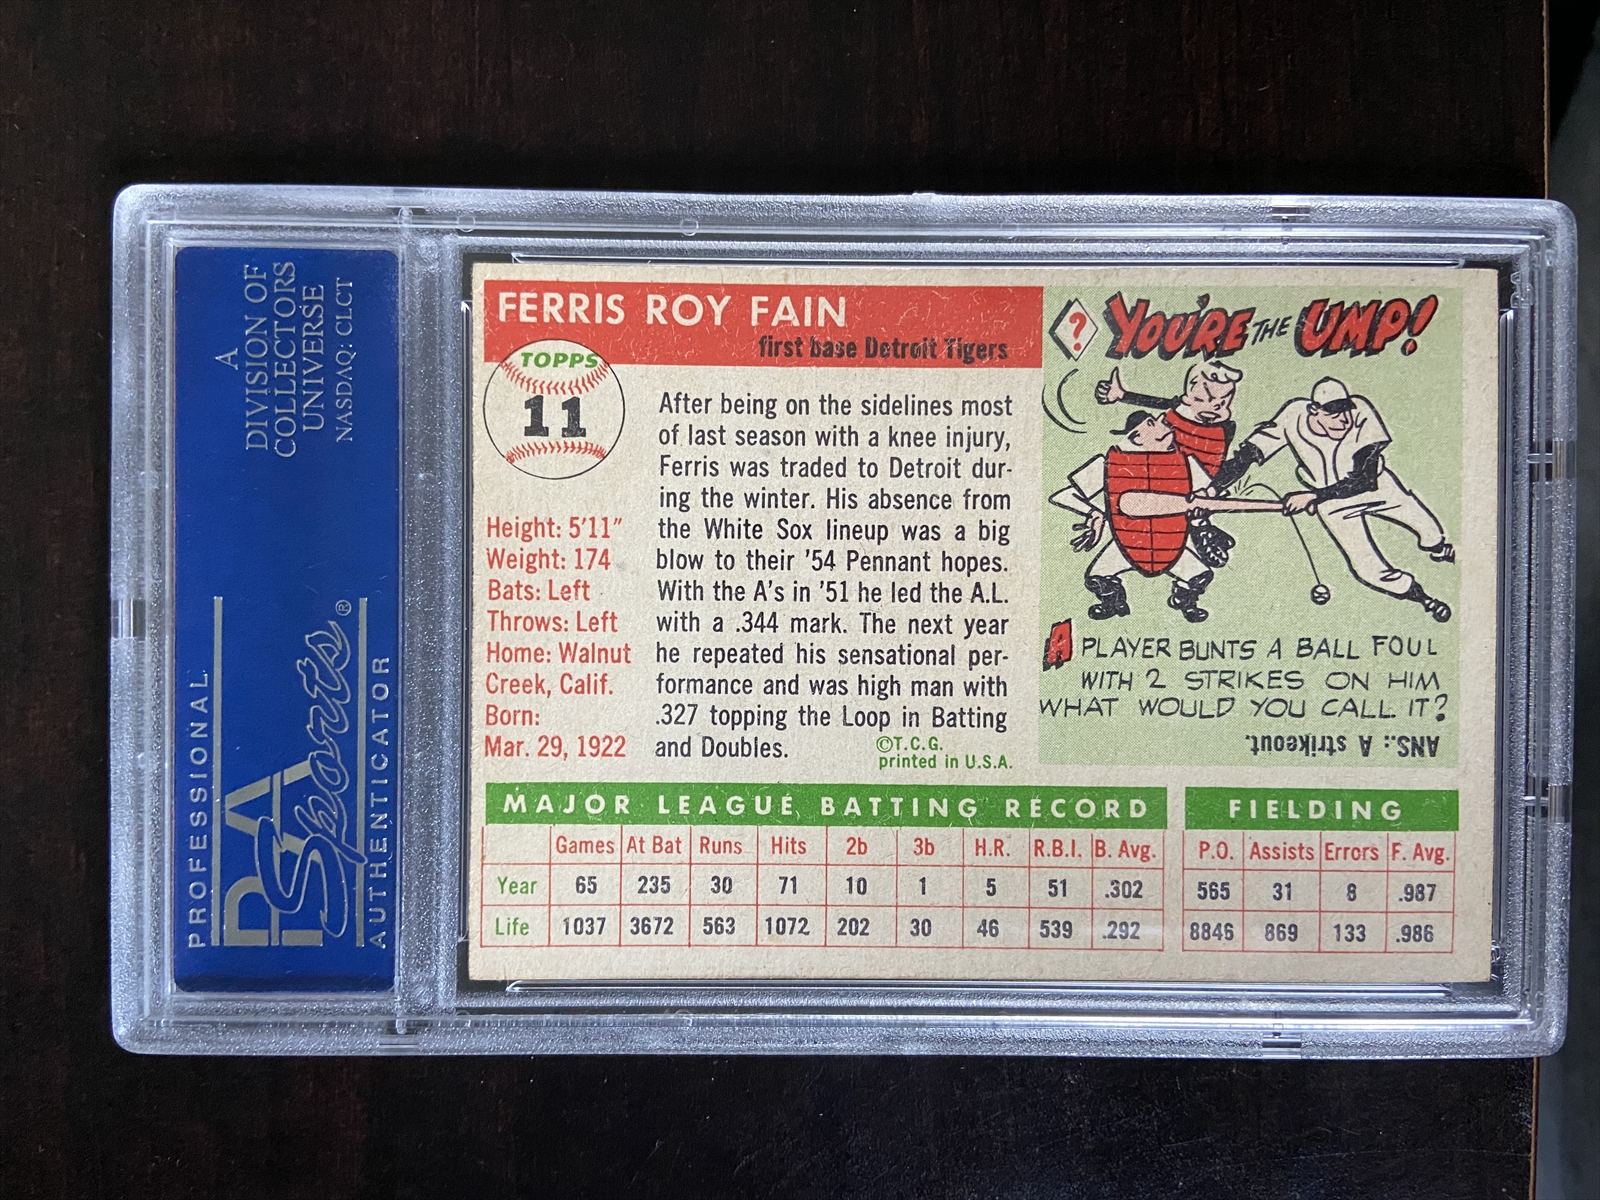 A
DIVISION OF
COLLECTORS
UNIVERSE
NASDAQ: CLCT
PROFESSIONAL
PSA
Sports®
AUTHENTICATOR
FERRIS ROY FAIN
first base Detroit Tigers
TOPPS
11
Height: 5'11"
Weight: 174
Bats: Left
Throws: Left
Home: Walnut
Creek, Calif.
Born:
Mar. 29, 1922
After being on the sidelines most
of last season with a knee injury,
Ferris was traded to Detroit dur-
ing the winter. His absence from
the White Sox lineup was a big
blow to their '54 Pennant hopes.
With the A's in '51 he led the A.L.
with a .344 mark. The next year
he repeated his sensational per-
formance and was high man with
.327 topping the Loop in Batting
and Doubles.
©T.C.G.
printed in U.S.A.
? YOU'RE THE UMP!
A PLAYER BUNTS A BALL FOUL
WITH 2 STRIKES ON HIM
WHAT WOULD YOU CALL IT?
ANS.: A strikeout.
MAJOR LEAGUE BATTING RECORD
Games At Bat Runs Hits 2b 3b H.R. R.B.I. B. Avg.
Year 65 235 30 71 10 1 5 51 .302
Life 1037 3672 563 1072 202 30 46 539 .292
FIELDING
P.O. Assists Errors F. Avg.
565 31 8 .987
8846 869 133 .986